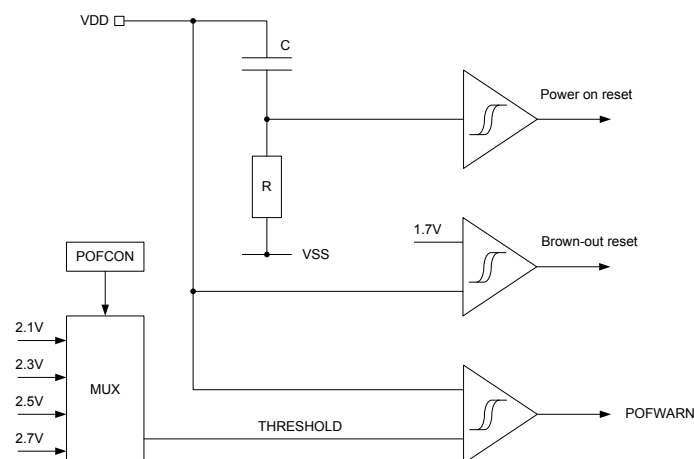 VDD
C
Power on reset
R
1.7V
Brown-out reset
VSS
POFCON
2.1V
2.3V
MUX
2.5V
THRESHOLD
POFWARN
2.7V